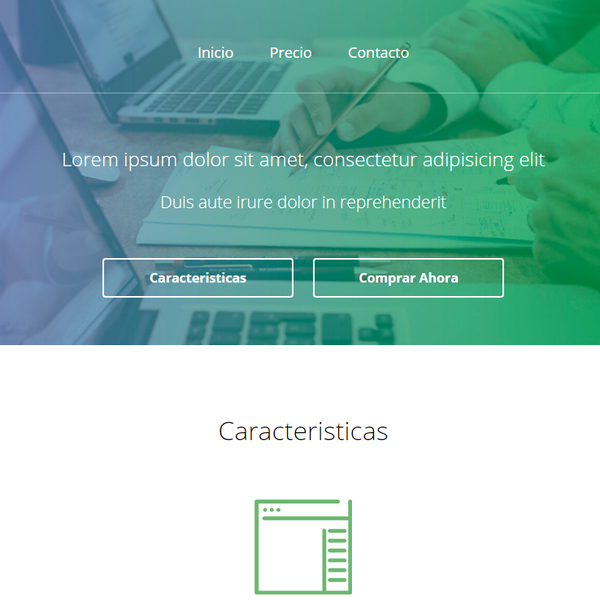 Inicio Precio Contacto
Lorem ipsum dolor sit amet, consectetur adipisicing elit
Duis aute irure dolor in reprehenderit
Caracteristicas Comprar Ahora
Caracteristicas